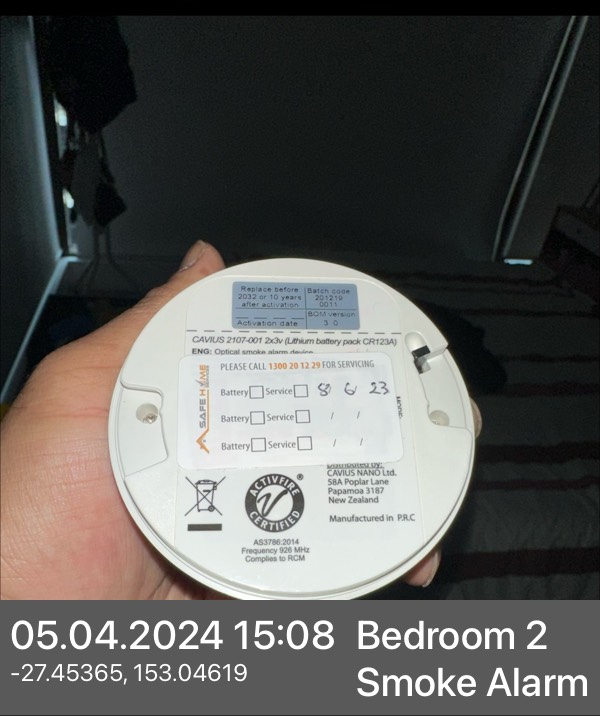 Replace before
2032 or 10 years
after activation
Activation date
Batch code
201219
0011
BOM version
3.0
CAVIUS 2107-001 2x3v (Lithium battery pack CR123A)
ENG: Optical smoke alarm device
SAFE HOME
PLEASE CALL 1300 20 12 29 FOR SERVICING
Battery Service 8 6 23
Battery Service / /
Battery Service / /
Distributed by:
CAVIUS NANO Ltd.
58A Poplar Lane
Papamoa 3187
New Zealand
Manufactured in P.R.C
ACTIVFIRE ®
CERTIFIED
AS3786:2014
Frequency 926 MHz
Complies to RCM
05.04.2024 15:08
-27.45365, 153.04619
Bedroom 2
Smoke Alarm